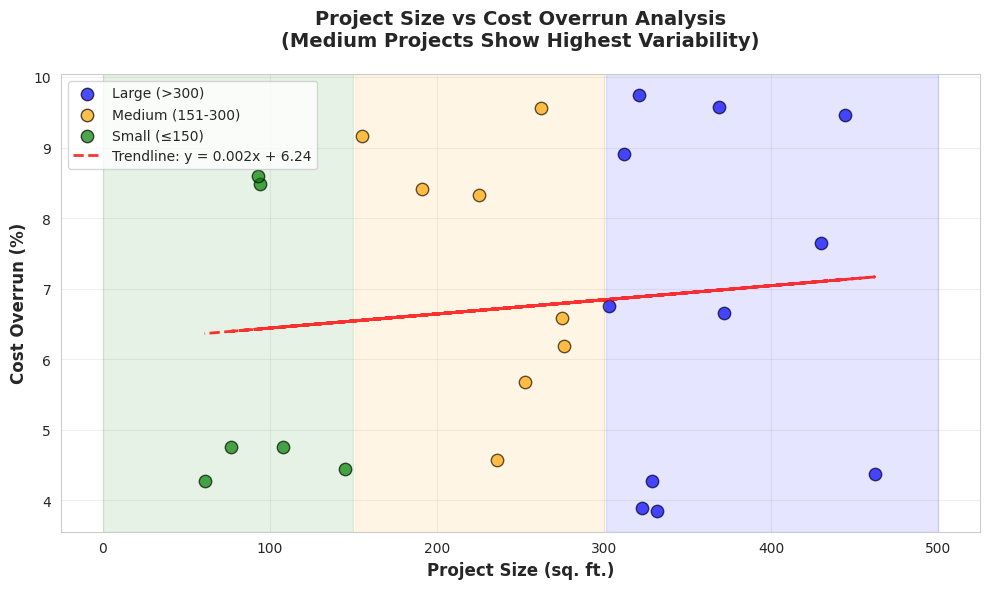 Project Size vs Cost Overrun Analysis
(Medium Projects Show Highest Variability)
Large (>300)
Medium (151-300)
Small (≤150)
Trendline: y = 0.002x + 6.24
Cost Overrun (%)
10
9
8
7
6
5
4
0 100 200 300 400 500
Project Size (sq. ft.)